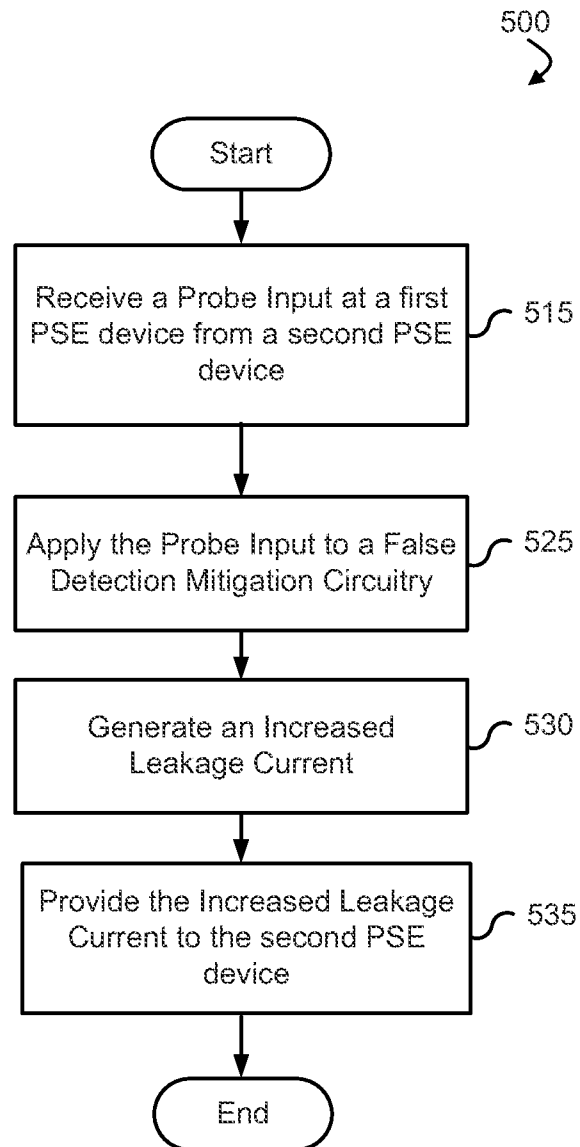 500
Start
Receive a Probe Input at a first
PSE device from a second PSE
device
515
Apply the Probe Input to a False
Detection Mitigation Circuitry
525
Generate an Increased
Leakage Current
530
Provide the Increased Leakage
Current to the second PSE
device
535
End